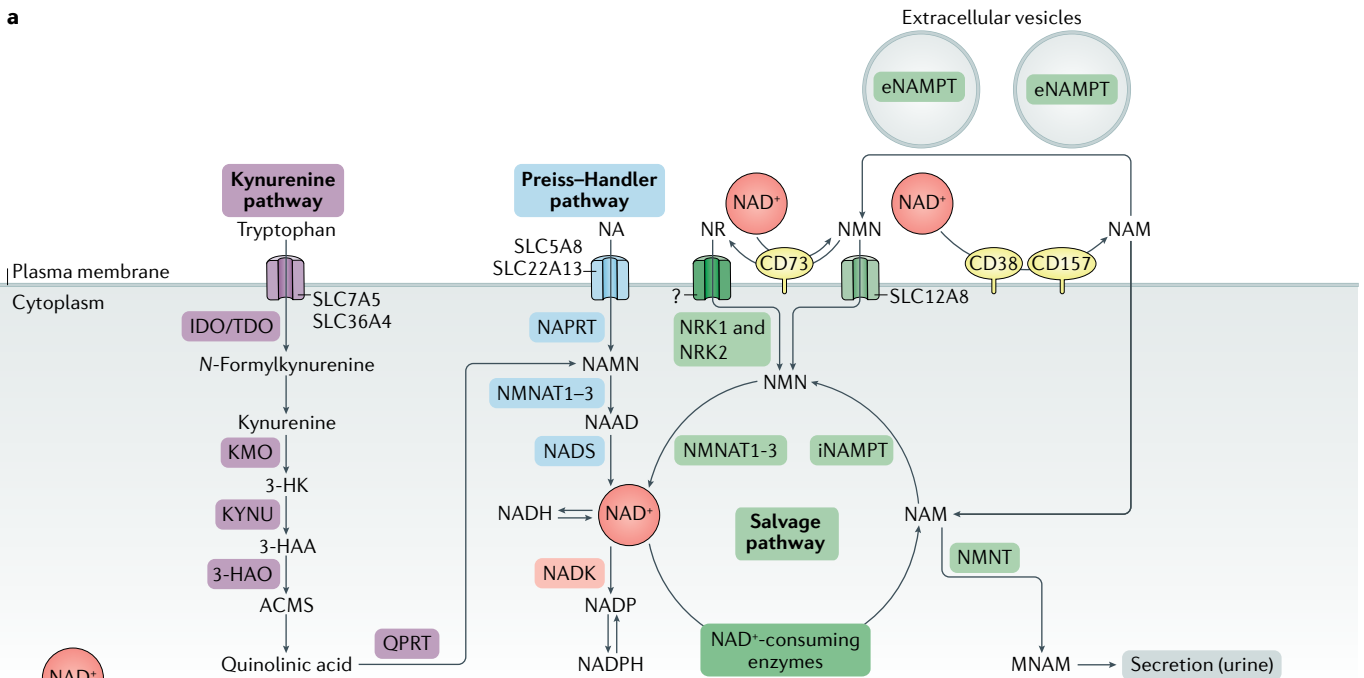 a
Extracellular vesicles
eNAMPT
eNAMPT
Kynurenine
pathway
Preiss–Handler
pathway
NAD⁺
NAD⁺
Tryptophan
NA
NR
NMN
NAM
SLC5A8
SLC22A13
CD73
CD38
CD157
Plasma membrane
Cytoplasm
SLC7A5
SLC36A4
?
SLC12A8
IDO/TDO
NAPRT
NRK1 and
NRK2
N-Formylkynurenine
NAMN
NMN
NMNAT1–3
Kynurenine
NAAD
KMO
NADS
NMNAT1-3
iNAMPT
3-HK
KYNU
NADH
NAD⁺
Salvage
pathway
NAM
3-HAA
NMNT
3-HAO
NADK
ACMS
NADP
QPRT
NAD⁺-consuming
enzymes
Quinolinic acid
NADPH
MNAM
Secretion (urine)
NAD⁺